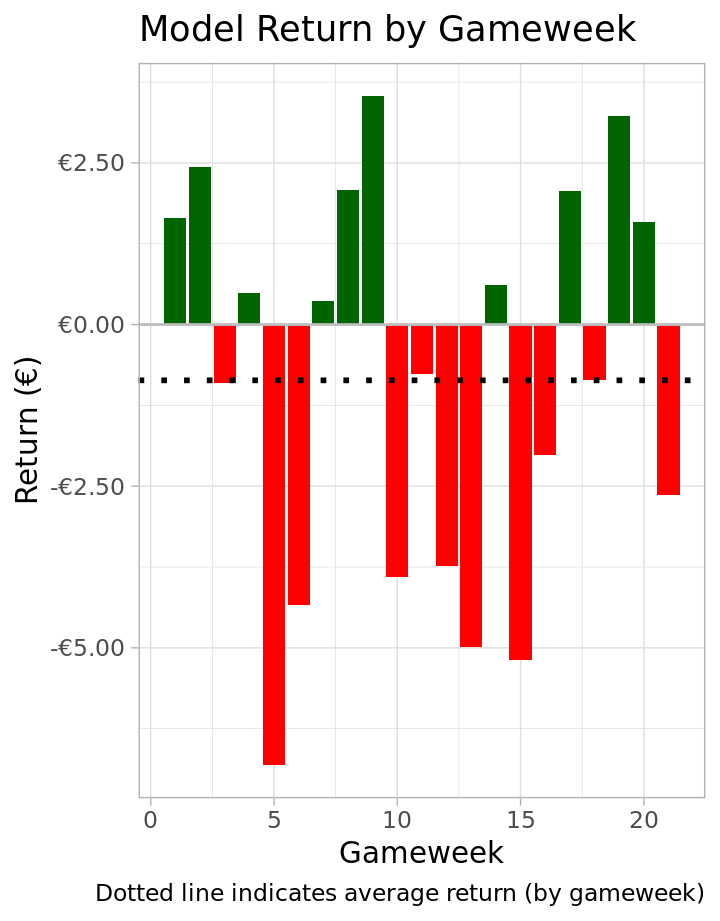 Model Return by Gameweek
€2.50
€0.00
-€2.50
-€5.00
Return (€)
0
5
10
15
20
Gameweek
Dotted line indicates average return (by gameweek)